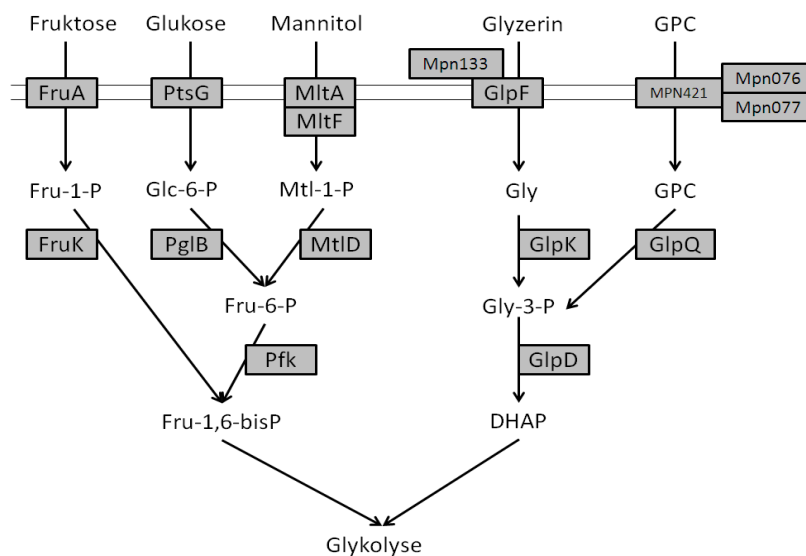 Fruktose Glukose Mannitol Glyzerin GPC
Mpn133
Mpn076
FruA PtsG MltA GlpF MPN421
Mpn077
MltF
Fru-1-P Glc-6-P Mtl-1-P Gly GPC
FruK PglB MtlD GlpK GlpQ
Fru-6-P Gly-3-P
Pfk GlpD
Fru-1,6-bisP DHAP
Glykolyse